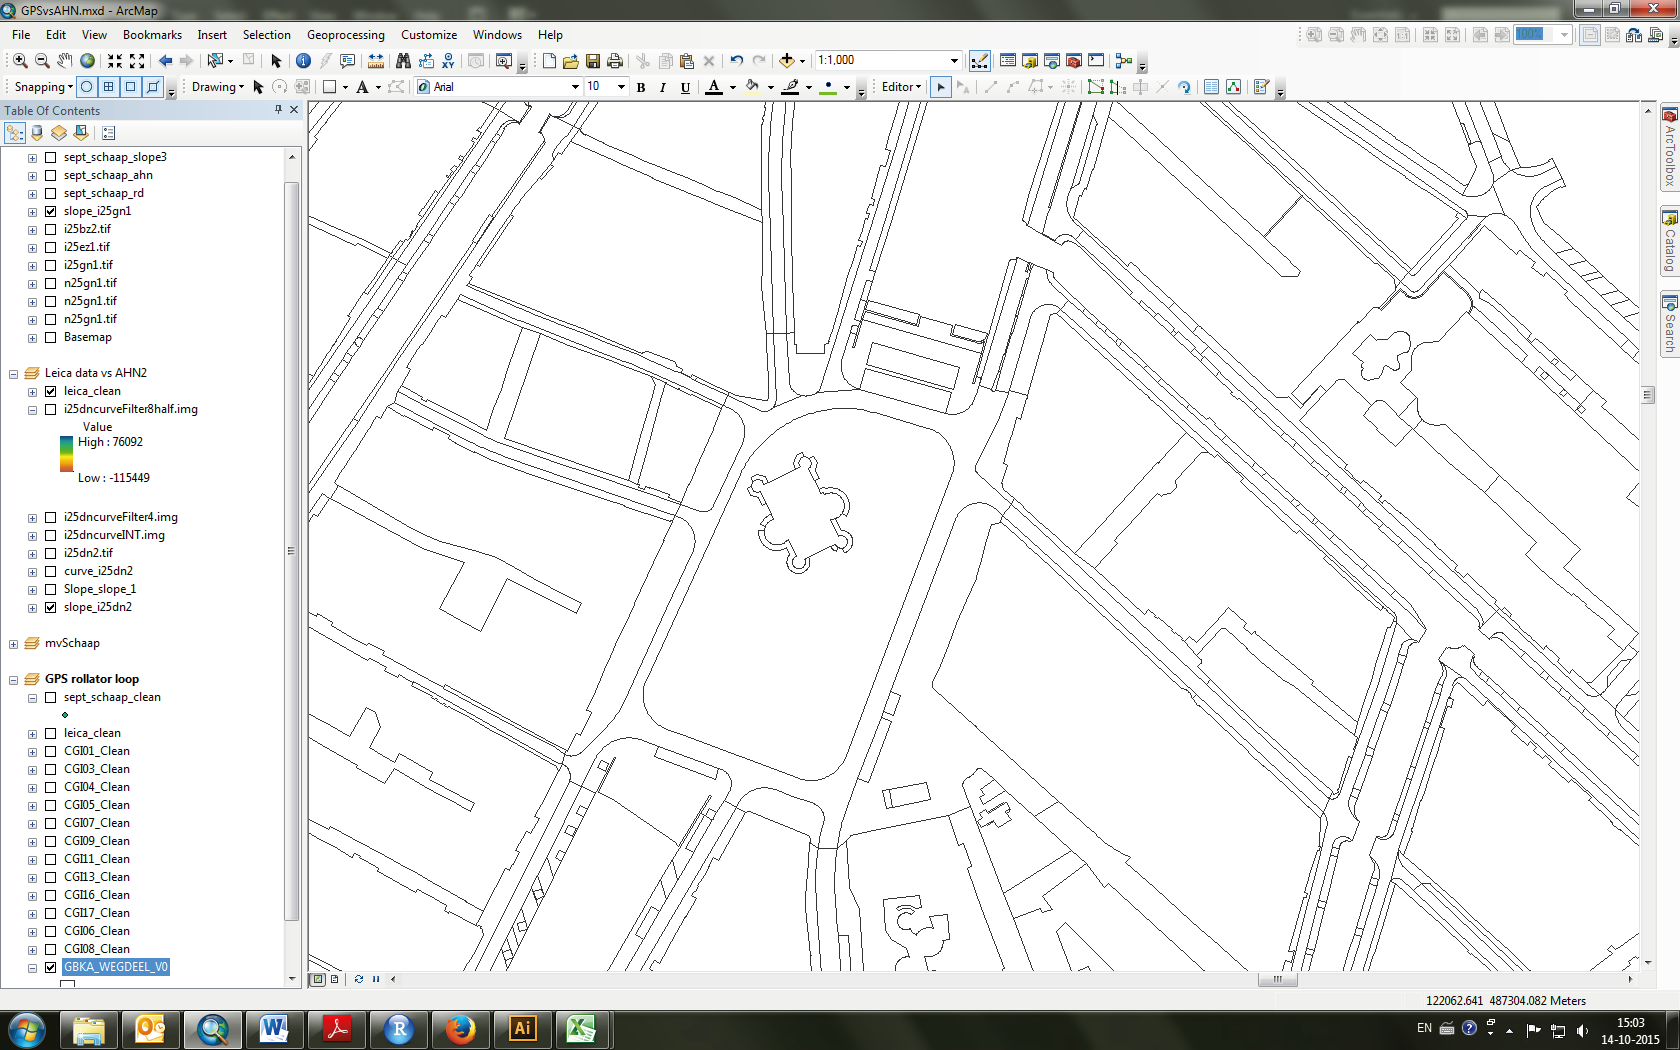 GPSvsAHN.mxd - ArcMap
File Edit View Bookmarks Insert Selection Geoprocessing Customize Windows Help
100%
1:1,000
Snapping Drawing Arial 10 B I U A Editor
Table Of Contents
sept_schaap_slope3
sept_schaap_ahn
sept_schaap_rd
slope_i25gn1
i25bz2.tif
i25ez1.tif
i25gn1.tif
n25gn1.tif
n25gn1.tif
n25gn1.tif
Basemap
Leica data vs AHN2
leica_clean
i25dncurveFilter8half.img
Value
High : 76092
Low : -115449
i25dncurveFilter4.img
i25dncurveINT.img
i25dn2.tif
curve_i25dn2
Slope_slope_1
slope_i25dn2
mvSchaap
GPS rollator loop
sept_schaap_clean
leica_clean
CGI01_Clean
CGI03_Clean
CGI04_Clean
CGI05_Clean
CGI07_Clean
CGI09_Clean
CGI11_Clean
CGI13_Clean
CGI16_Clean
CGI17_Clean
CGI06_Clean
CGI08_Clean
GBKA_WEGDEEL_V0
ArcToolbox
Catalog
Search
122062.641 487304.082 Meters
EN
15:03
14-10-2015